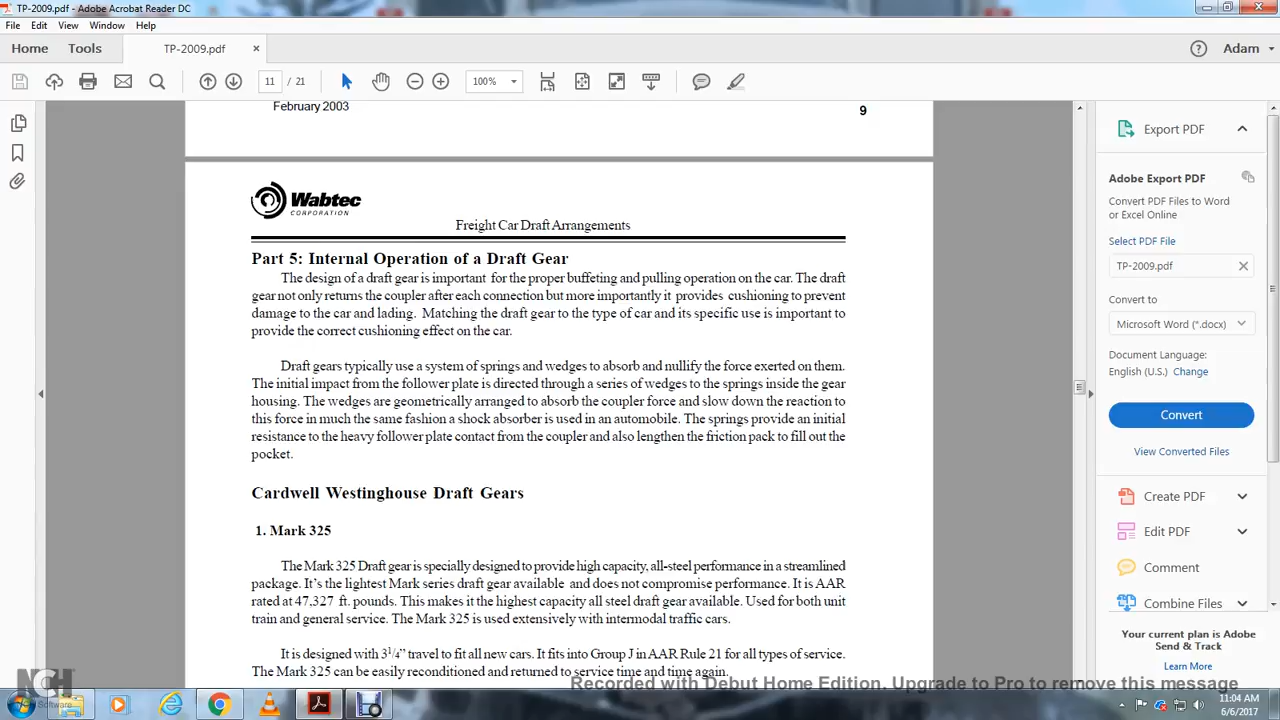 TP-2009.pdf - Adobe Acrobat Reader DC
File Edit View Window Help
Home Tools TP-2009.pdf × Adam
11 / 21 100%
February 2003 9
Wabtec
CORPORATION
Freight Car Draft Arrangements
Part 5: Internal Operation of a Draft Gear
The design of a draft gear is important for the proper buffeting and pulling operation on the car. The draft
gear not only returns the coupler after each connection but more importantly it provides cushioning to prevent
damage to the car and lading. Matching the draft gear to the type of car and its specific use is important to
provide the correct cushioning effect on the car.
Draft gears typically use a system of springs and wedges to absorb and nullify the force exerted on them.
The initial impact from the follower plate is directed through a series of wedges to the springs inside the gear
housing. The wedges are geometrically arranged to absorb the coupler force and slow down the reaction to
this force in much the same fashion a shock absorber is used in an automobile. The springs provide an initial
resistance to the heavy follower plate contact from the coupler and also lengthen the friction pack to fill out the
pocket.
Cardwell Westinghouse Draft Gears
1. Mark 325
The Mark 325 Draft gear is specially designed to provide high capacity, all-steel performance in a streamlined
package. It's the lightest Mark series draft gear available and does not compromise performance. It is AAR
rated at 47,327 ft. pounds. This makes it the highest capacity all steel draft gear available. Used for both unit
train and general service. The Mark 325 is used extensively with intermodal traffic cars.
It is designed with 3 1/4” travel to fit all new cars. It fits into Group J in AAR Rule 21 for all types of service.
The Mark 325 can be easily reconditioned and returned to service time and time again.
Export PDF
Adobe Export PDF
Convert PDF Files to Word
or Excel Online
Select PDF File
TP-2009.pdf
Convert to
Microsoft Word (*.docx)
Document Language:
English (U.S.) Change
Convert
View Converted Files
Create PDF
Edit PDF
Comment
Combine Files
Your current plan is Adobe
Send & Track
Learn More
Recorded with Debut Home Edition. Upgrade to Pro to remove this message
NCH
Software
11:04 AM
6/6/2017